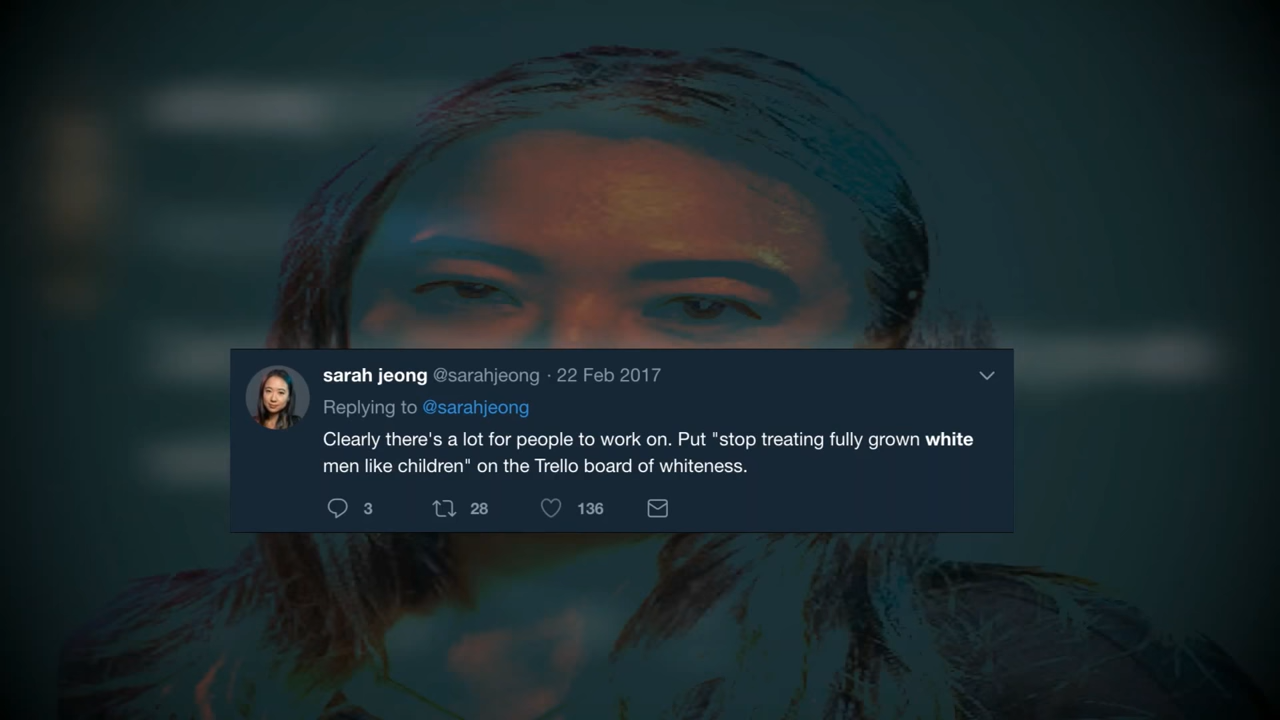 sarah jeong @sarahjeong · 22 Feb 2017
Replying to @sarahjeong
Clearly there's a lot for people to work on. Put "stop treating fully grown white
men like children" on the Trello board of whiteness.
3 28 136